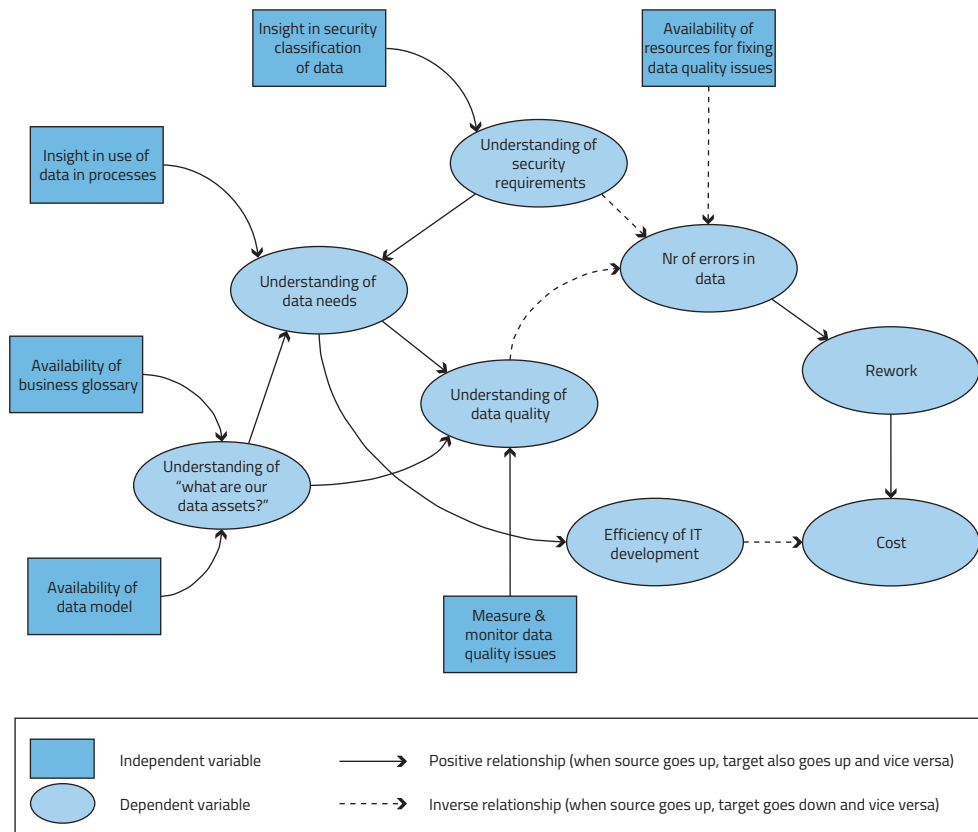 Insight in security
classification
of data
Availability of
resources for fixing
data quality issues
Insight in use of
data in processes
Understanding of
security
requirements
Understanding of
data needs
Nr of errors in
data
Availability of
business glossary
Understanding of
data quality
Rework
Understanding of
“what are our
data assets?”
Efficiency of IT
development
Cost
Availability of
data model
Measure &
monitor data
quality issues
Independent variable
Positive relationship (when source goes up, target also goes up and vice versa)
Dependent variable
Inverse relationship (when source goes up, target goes down and vice versa)